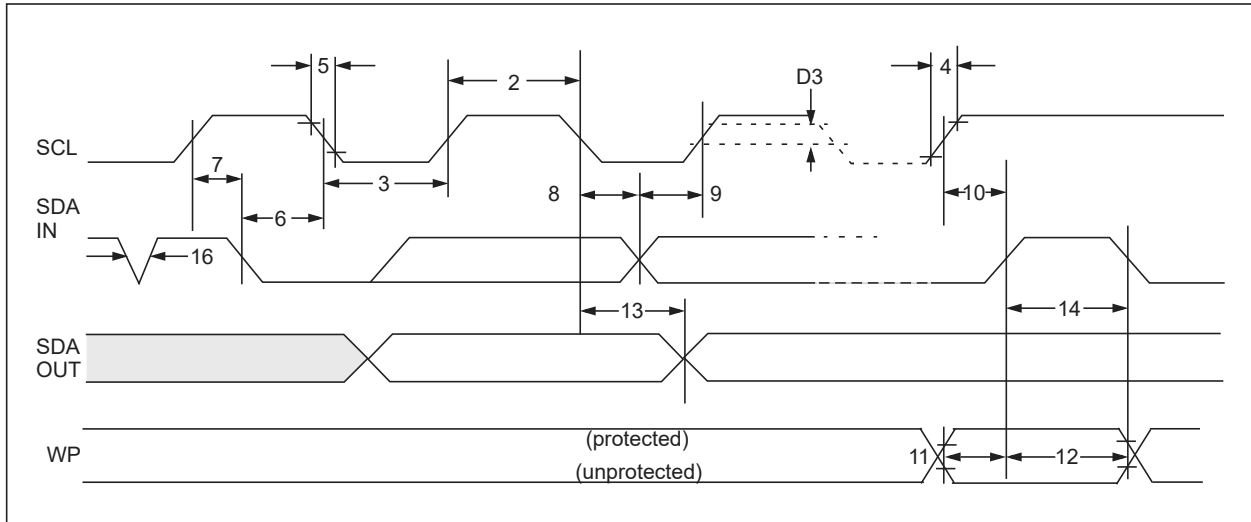 5
2
D3
4
SCL
7
3
8
9
10
6
SDA
IN
16
13
14
SDA
OUT
(protected)
WP
11
12
(unprotected)